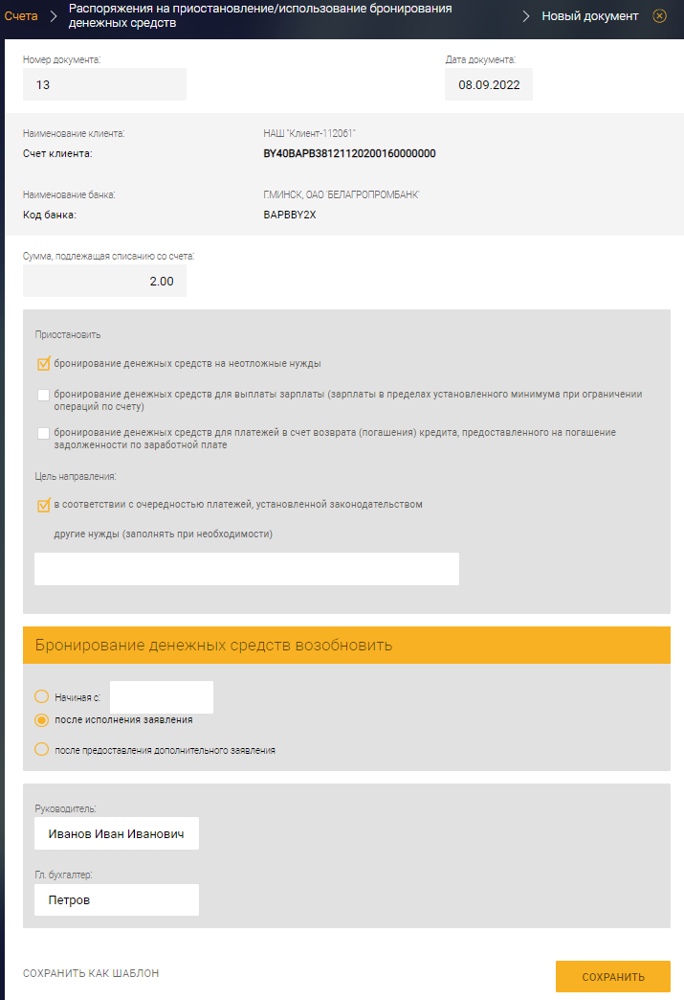 Счета
Распоряжения на приостановление/использование бронирования
денежных средств
Новый документ
Номер документа:
Дата документа:
13
08.09.2022
Наименование клиента:
НАШ "Клиент-112061"
Счет клиента:
BY40BAPB38121120200160000000
Наименование банка:
Г.МИНСК, ОАО 'БЕЛАГРОПРОМБАНК'
Код банка:
BAPBBY2X
Сумма, подлежащая списанию со счета:
2.00
Приостановить
бронирование денежных средств на неотложные нужды
бронирование денежных средств для выплаты зарплаты (зарплаты в пределах установленного минимума при ограничении
операций по счету)
бронирование денежных средств для платежей в счет возврата (погашения) кредита, предоставленного на погашение
задолженности по заработной плате
Цель направления:
в соответствии с очередностью платежей, установленной законодательством
другие нужды (заполнять при необходимости)
Бронирование денежных средств возобновить
Начиная с:
после исполнения заявления
после предоставления дополнительного заявления
Руководитель:
Иванов Иван Иванович
Гл. бухгалтер:
Петров
СОХРАНИТЬ КАК ШАБЛОН
СОХРАНИТЬ